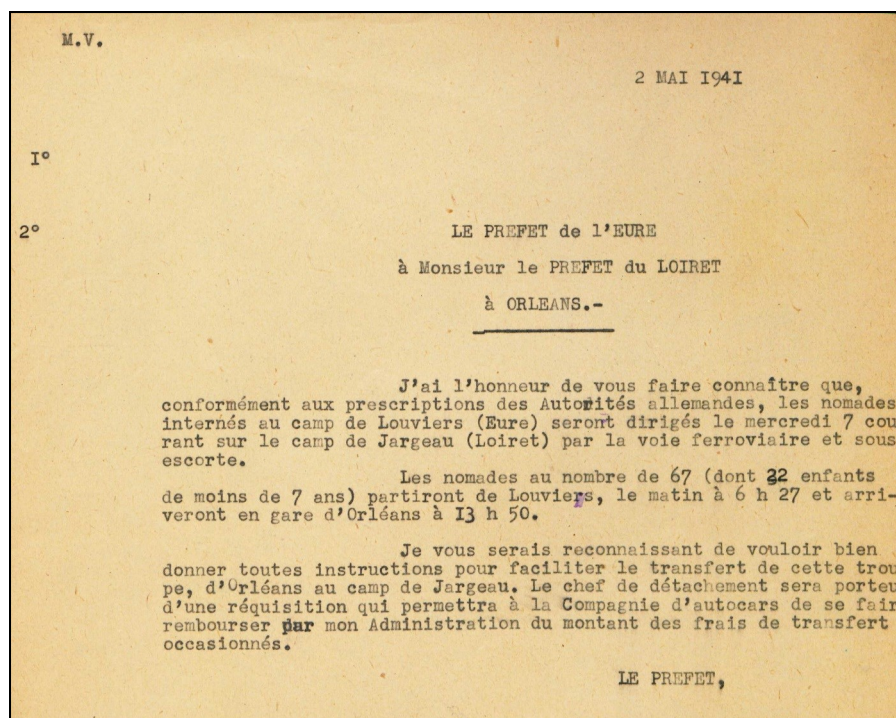 M.V.
2 MAI I94I
I°
2°
LE PREFET de l'EURE
à Monsieur le PREFET du LOIRET
à ORLEANS.-
J'ai l'honneur de vous faire connaître que,
conformément aux prescriptions des Autorités allemandes, les nomades
internés au camp de Louviers (Eure) seront dirigés le mercredi 7 cou
rant sur le camp de Jargeau (Loiret) par la voie ferroviaire et sous
escorte.
Les nomades au nombre de 67 (dont 22 enfants
de moins de 7 ans) partiront de Louviers, le matin à 6 h 27 et arri-
veront en gare d'Orléans à I3 h 50.
Je vous serais reconnaissant de vouloir bien
donner toutes instructions pour faciliter le transfert de cette trou
pe, d'Orléans au camp de Jargeau. Le chef de détachement sera porteu
d'une réquisition qui permettra à la Compagnie d'autocars de se fair
rembourser par mon Administration du montant des frais de transfert
occasionnés.
LE PREFET,